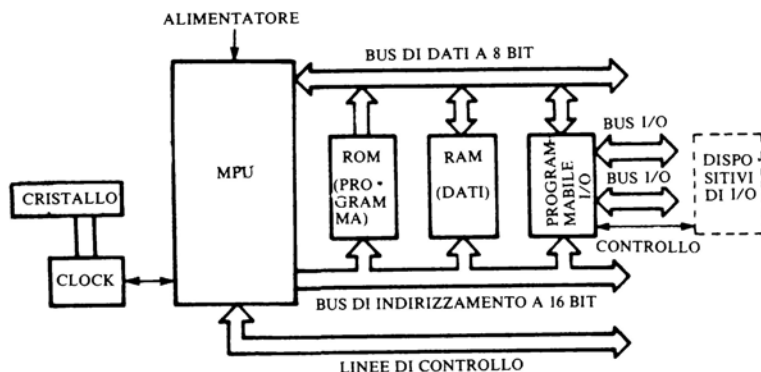 ALIMENTATORE
BUS DI DATI A 8 BIT
MPU
ROM
(PRO•
GRAM
MA)
RAM
(DATI)
PROGRAM-
MABILE
I/O
BUS I/O
BUS I/O
CONTROLLO
DISPO-
SITIVI
DI I/O
CRISTALLO
CLOCK
BUS DI INDIRIZZAMENTO A 16 BIT
LINEE DI CONTROLLO